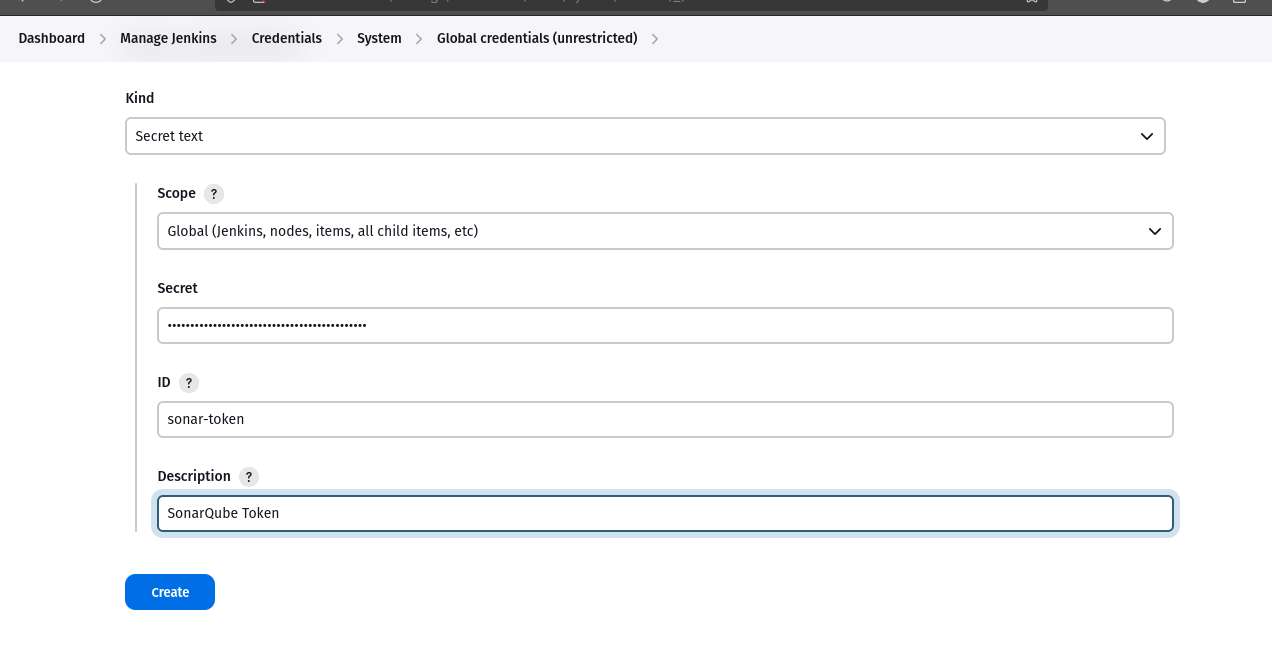 Dashboard > Manage Jenkins > Credentials > System > Global credentials (unrestricted) >
Kind
Secret text
Scope ?
Global (Jenkins, nodes, items, all child items, etc)
Secret
••••••••••••••••••••••••••••••••••••••••••••
ID ?
sonar-token
Description ?
SonarQube Token
Create